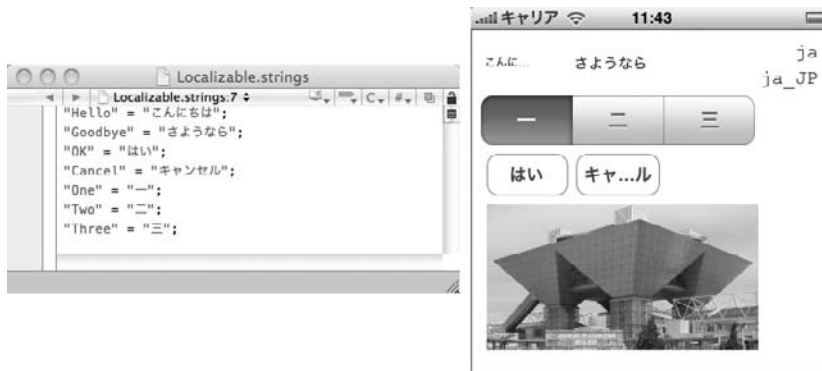 Localizable.strings
Localizable.strings:7
C
#
"Hello" = "こんにちは";
"Goodbye" = "さようなら";
"OK" = "はい";
"Cancel" = "キャンセル";
"One" = "一";
"Two" = "二";
"Three" = "三";
キャリア 11:43
こんに... さようなら ja
ja_JP
一 二 三
はい キャ...ル